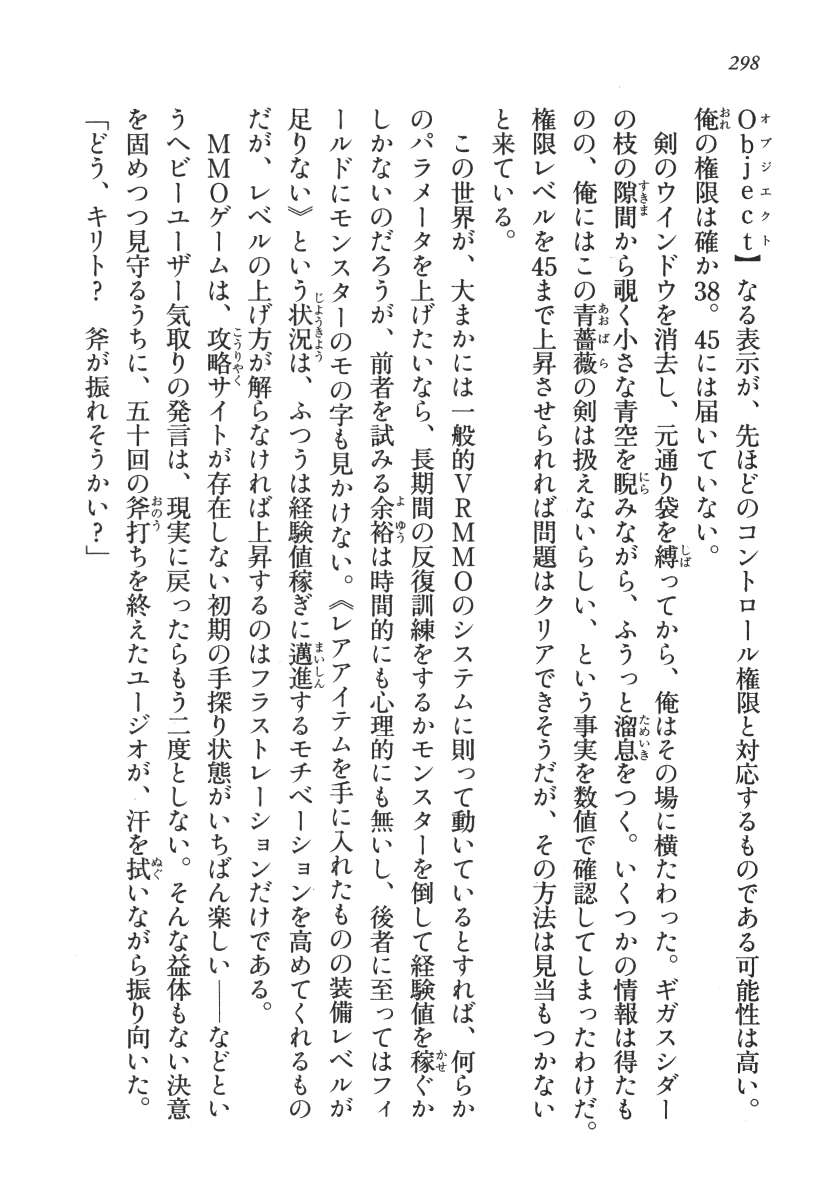 298
Object】なる表示が、先ほどのコントロール権限と対応するものである可能性は高い。
俺の権限は確か38。45には届いていない。
剣のウインドウを消去し、元通り袋を縛ってから、俺はその場に横たわった。ギガスシダー
の枝の隙間から覗く小さな青空を睨みながら、ふうっと溜息をつく。いくつかの情報は得たも
のの、俺にはこの青薔薇の剣は扱えないらしい、という事実を数値で確認してしまったわけだ。
権限レベルを45まで上昇させられれば問題はクリアできそうだが、その方法は見当もつかない
と来ている。
この世界が、大まかには一般的VRMMOのシステムに則って動いているとすれば、何らか
のパラメータを上げたいなら、長期間の反復訓練をするかモンスターを倒して経験値を稼ぐか
しかないのだろうが、前者を試みる余裕は時間的にも心理的にも無いし、後者に至ってはフィ
ールドにモンスターのモの字も見かけない。《レアアイテムを手に入れたものの装備レベルが
足りない》という状況は、ふつうは経験値稼ぎに邁進するモチベーションを高めてくれるもの
だが、レベルの上げ方が解らなければ上昇するのはフラストレーションだけである。
MMOゲームは、攻略サイトが存在しない初期の手探り状態がいちばん楽しい――などとい
うヘビーユーザー気取りの発言は、現実に戻ったらもう二度としない。そんな益体もない決意
を固めつつ見守るうちに、五十回の斧打ちを終えたユージオが、汗を拭いながら振り向いた。
「どう、キリト？　斧が振れそうかい？」